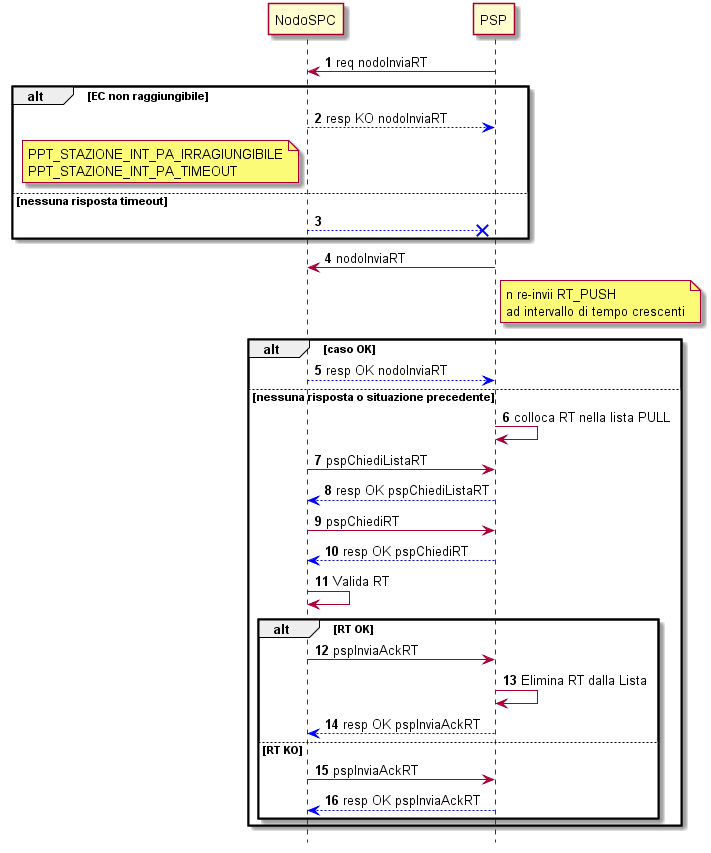 NodoSPC
PSP
1 req nodoInviaRT
alt [EC non raggiungibile]
2 resp KO nodoInviaRT
PPT_STAZIONE_INT_PA_IRRAGIUNGIBILE
PPT_STAZIONE_INT_PA_TIMEOUT
[nessuna risposta timeout]
3
4 nodoInviaRT
n re-invii RT_PUSH
ad intervallo di tempo crescenti
alt [caso OK]
5 resp OK nodoInviaRT
[nessuna risposta o situazione precedente]
6 colloca RT nella lista PULL
7 pspChiediListaRT
8 resp OK pspChiediListaRT
9 pspChiediRT
10 resp OK pspChiediRT
11 Valida RT
alt [RT OK]
12 pspInviaAckRT
13 Elimina RT dalla Lista
14 resp OK pspInviaAckRT
[RT KO]
15 pspInviaAckRT
16 resp OK pspInviaAckRT